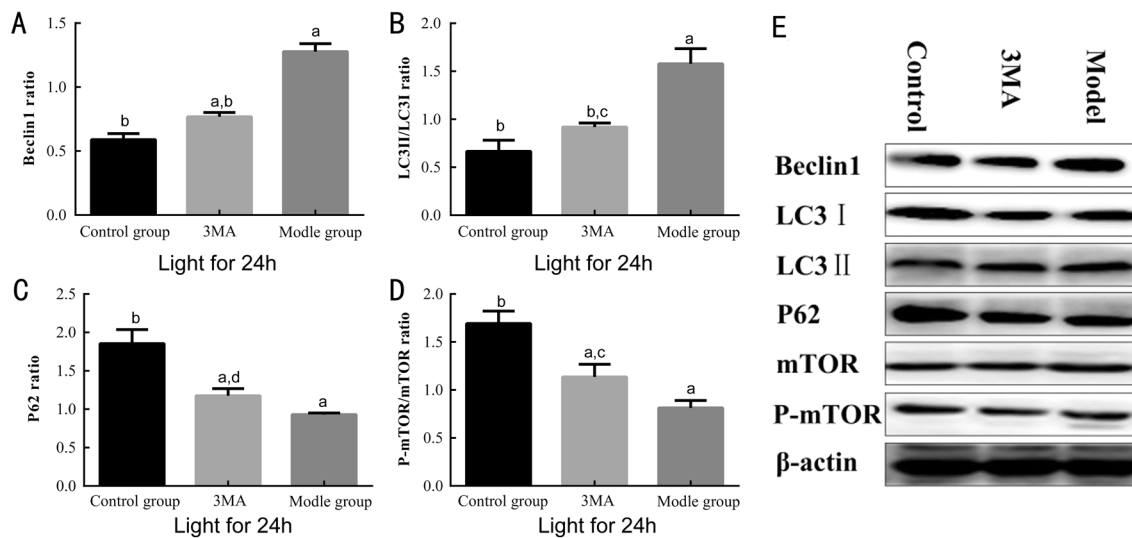 A
Beclin1 ratio
1.5
1.0
0.5
0.0
b
a,b
a
Control group 3MA Modle group
Light for 24h
B
LC3II/LC3I ratio
2.0
1.5
1.0
0.5
0.0
b
b,c
a
Control group 3MA Modle group
Light for 24h
C
P62 ratio
2.5
2.0
1.5
1.0
0.5
0.0
b
a,d
a
Control group 3MA Modle group
Light for 24h
D
P-mTOR/mTOR ratio
2.0
1.5
1.0
0.5
0.0
b
a,c
a
Control group 3MA Modle group
Light for 24h
E
Control 3MA Model
Beclin1
LC3 Ⅰ
LC3 Ⅱ
P62
mTOR
P-mTOR
β-actin